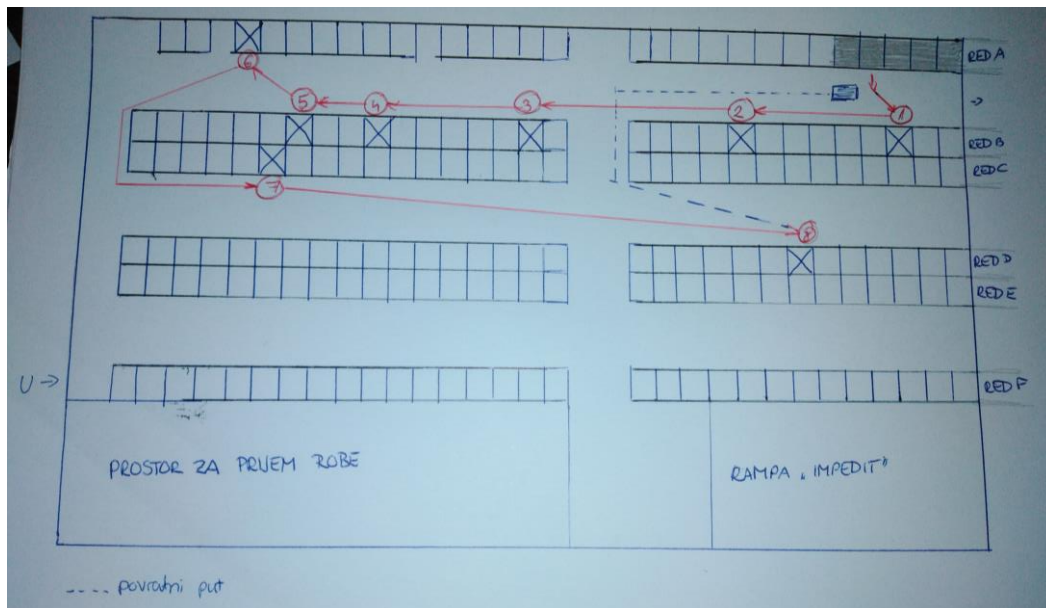 RED A
6
5
4
3
2
1
RED B
RED C
7
8
RED D
RED E
U →
RED F
PROSTOR ZA PRIJEM ROBE
RAMPA „IMPEDIT"
---- povratni put